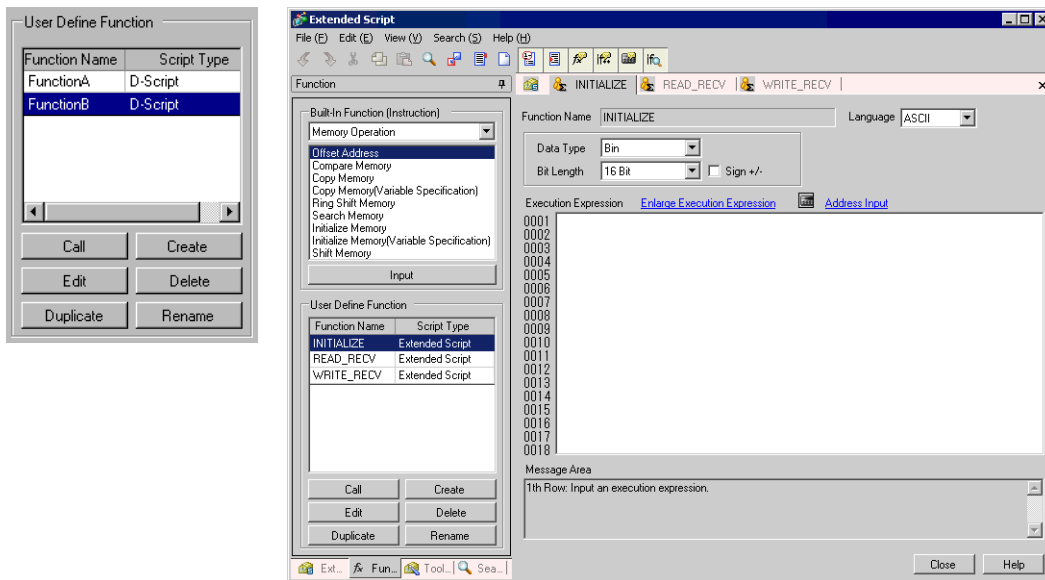 User Define Function
Function Name Script Type
FunctionA D-Script
FunctionB D-Script
Call Create
Edit Delete
Duplicate Rename
Extended Script
File (F) Edit (E) View (V) Search (S) Help (H)
Function
INITIALIZE READ_RECV WRITE_RECV
Built-In Function (Instruction)
Memory Operation
Offset Address
Compare Memory
Copy Memory
Copy Memory(Variable Specification)
Ring Shift Memory
Search Memory
Initialize Memory
Initialize Memory(Variable Specification)
Shift Memory
Input
User Define Function
Function Name Script Type
INITIALIZE Extended Script
READ_RECV Extended Script
WRITE_RECV Extended Script
Call Create
Edit Delete
Duplicate Rename
Ext... Fun... Tool... Sea...
Function Name INITIALIZE Language ASCII
Data Type Bin
Bit Length 16 Bit Sign +/-
Execution Expression Enlarge Execution Expression Address Input
0001
0002
0003
0004
0005
0006
0007
0008
0009
0010
0011
0012
0013
0014
0015
0016
0017
0018
Message Area
1th Row: Input an execution expression.
Close Help